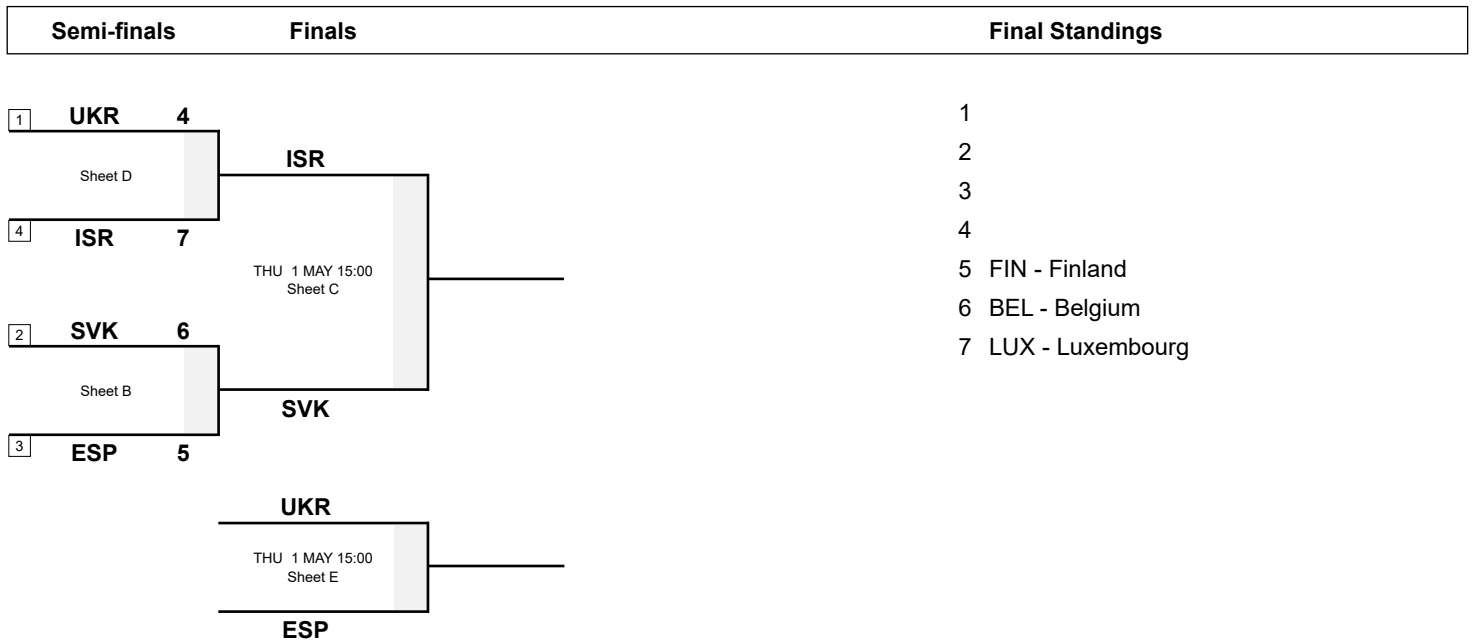 Semi-finals Finals Final Standings
1 UKR 4
Sheet D
4 ISR 7
ISR
THU 1 MAY 15:00
Sheet C
SVK
2 SVK 6
Sheet B
3 ESP 5
UKR
THU 1 MAY 15:00
Sheet E
ESP
1
2
3
4
5 FIN - Finland
6 BEL - Belgium
7 LUX - Luxembourg